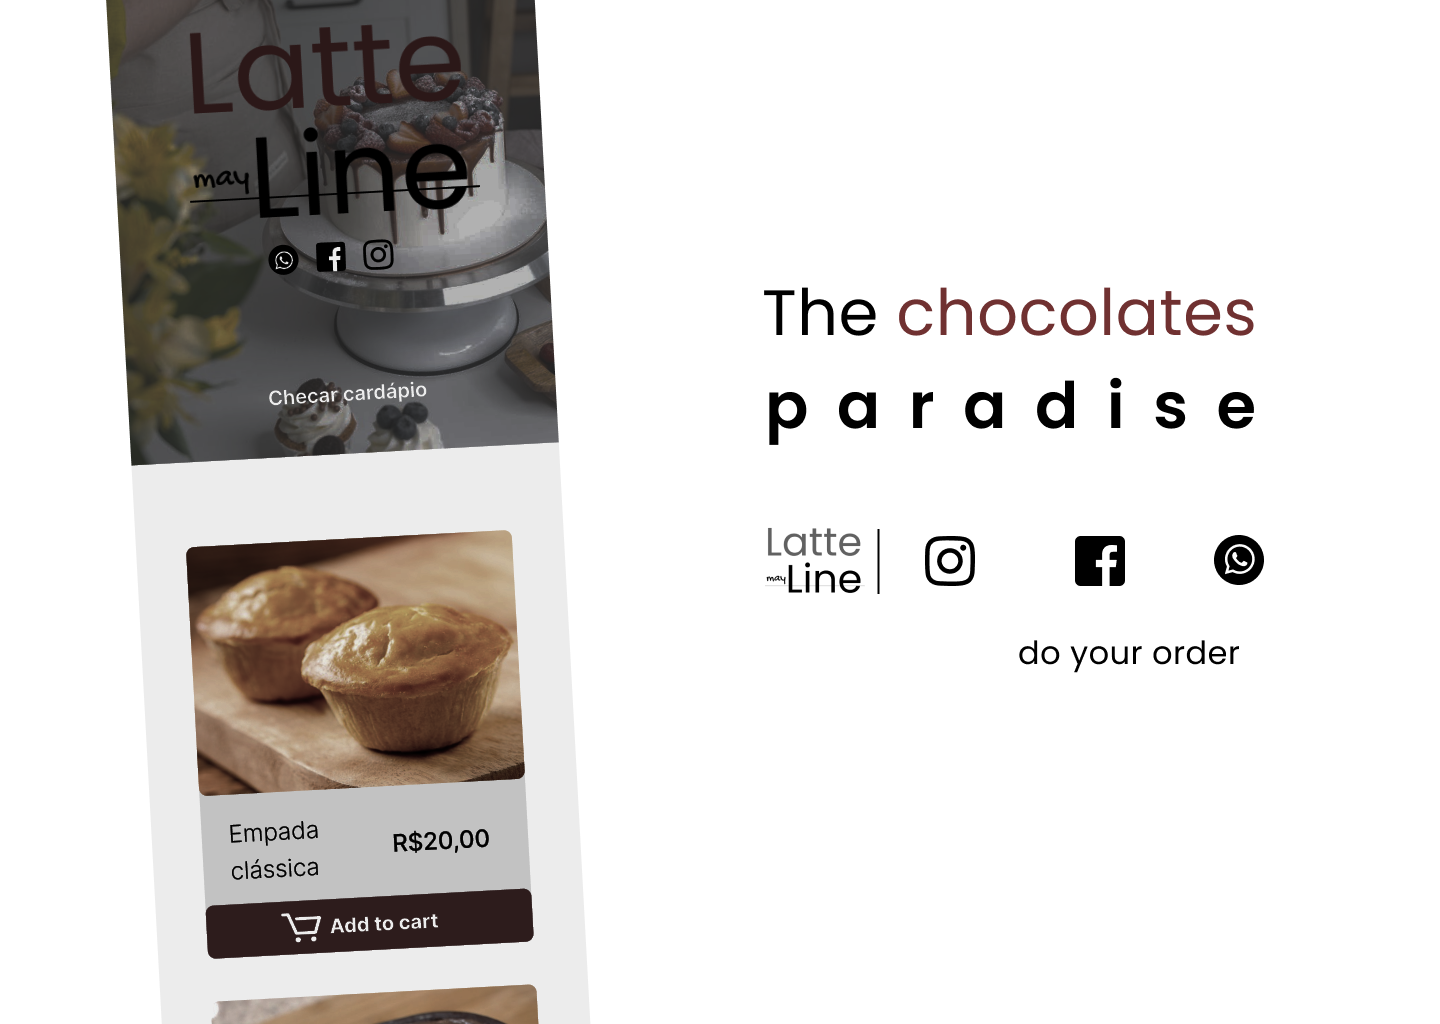 Latte
may Line
Checar cardápio
Empada
clássica
R$20,00
Add to cart
The chocolates
paradise
Latte
may Line
do your order